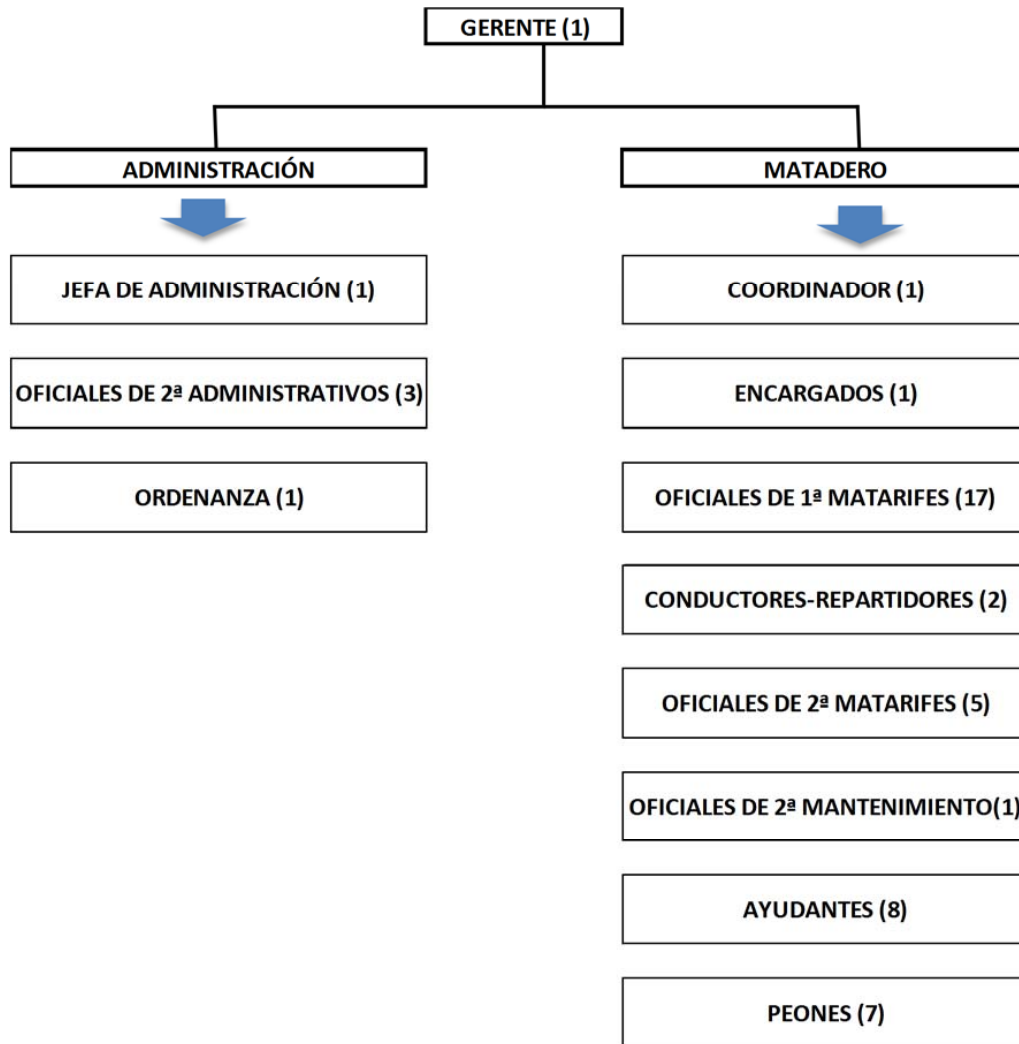 GERENTE (1)
ADMINISTRACIÓN
JEFA DE ADMINISTRACIÓN (1)
OFICIALES DE 2ª ADMINISTRATIVOS (3)
ORDENANZA (1)
MATADERO
COORDINADOR (1)
ENCARGADOS (1)
OFICIALES DE 1ª MATARIFES (17)
CONDUCTORES-REPARTIDORES (2)
OFICIALES DE 2ª MATARIFES (5)
OFICIALES DE 2ª MANTENIMIENTO(1)
AYUDANTES (8)
PEONES (7)